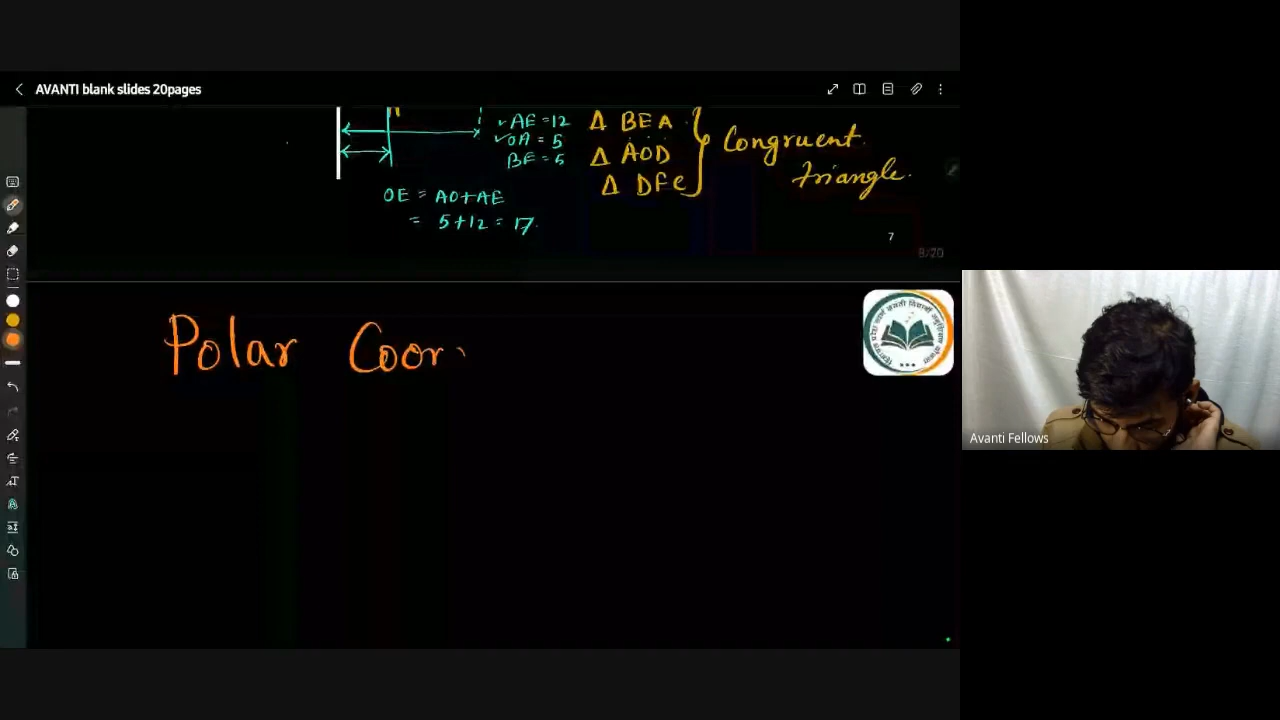 AVANTI blank slides 20pages
AE = 12
OA = 5
BE = 5
Δ BEA
Δ AOD
Δ DFC
Congruent
triangle.
OE = AO + AE
= 5 + 12 = 17.
7
8/20
Polar Coor
Avanti Fellows